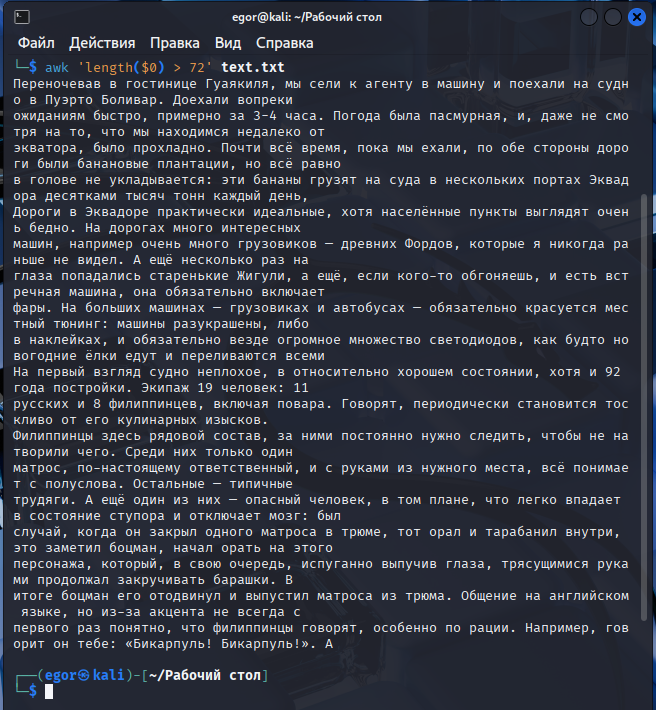 egor@kali: ~/Рабочий стол
Файл Действия Правка Вид Справка
└─$ awk 'length($0) > 72' text.txt
Переночевав в гостинице Гуаякиля, мы сели к агенту в машину и поехали на судн
о в Пуэрто Боливар. Доехали вопреки
ожиданиям быстро, примерно за 3-4 часа. Погода была пасмурная, и, даже не смо
тря на то, что мы находимся недалеко от
экватора, было прохладно. Почти всё время, пока мы ехали, по обе стороны доро
ги были банановые плантации, но всё равно
в голове не укладывается: эти бананы грузят на суда в нескольких портах Эквад
ора десятками тысяч тонн каждый день,
Дороги в Эквадоре практически идеальные, хотя населённые пункты выглядят очен
ь бедно. На дорогах много интересных
машин, например очень много грузовиков — древних Фордов, которые я никогда ра
ньше не видел. А ещё несколько раз на
глаза попадались старенькие Жигули, а ещё, если кого-то обгоняешь, и есть вст
речная машина, она обязательно включает
фары. На больших машинах — грузовиках и автобусах — обязательно красуется мес
тный тюнинг: машины разукрашены, либо
в наклейках, и обязательно везде огромное множество светодиодов, как будто но
вогодние ёлки едут и переливаются всеми
На первый взгляд судно неплохое, в относительно хорошем состоянии, хотя и 92
года постройки. Экипаж 19 человек: 11
русских и 8 филиппинцев, включая повара. Говорят, периодически становится тос
кливо от его кулинарных изысков.
Филиппинцы здесь рядовой состав, за ними постоянно нужно следить, чтобы не на
творили чего. Среди них только один
матрос, по-настоящему ответственный, и с руками из нужного места, всё понимае
т с полуслова. Остальные — типичные
трудяги. А ещё один из них — опасный человек, в том плане, что легко впадает
в состояние ступора и отключает мозг: был
случай, когда он закрыл одного матроса в трюме, тот орал и тарабанил внутри,
это заметил боцман, начал орать на этого
персонажа, который, в свою очередь, испуганно выпучив глаза, трясущимися рука
ми продолжал закручивать барашки. В
итоге боцман его отодвинул и выпустил матроса из трюма. Общение на английском
языке, но из-за акцента не всегда с
первого раз понятно, что филиппинцы говорят, особенно по рации. Например, гов
орит он тебе: «Бикарпуль! Бикарпуль!». А
┌──(egor㉿kali)-[~/Рабочий стол]
└─$